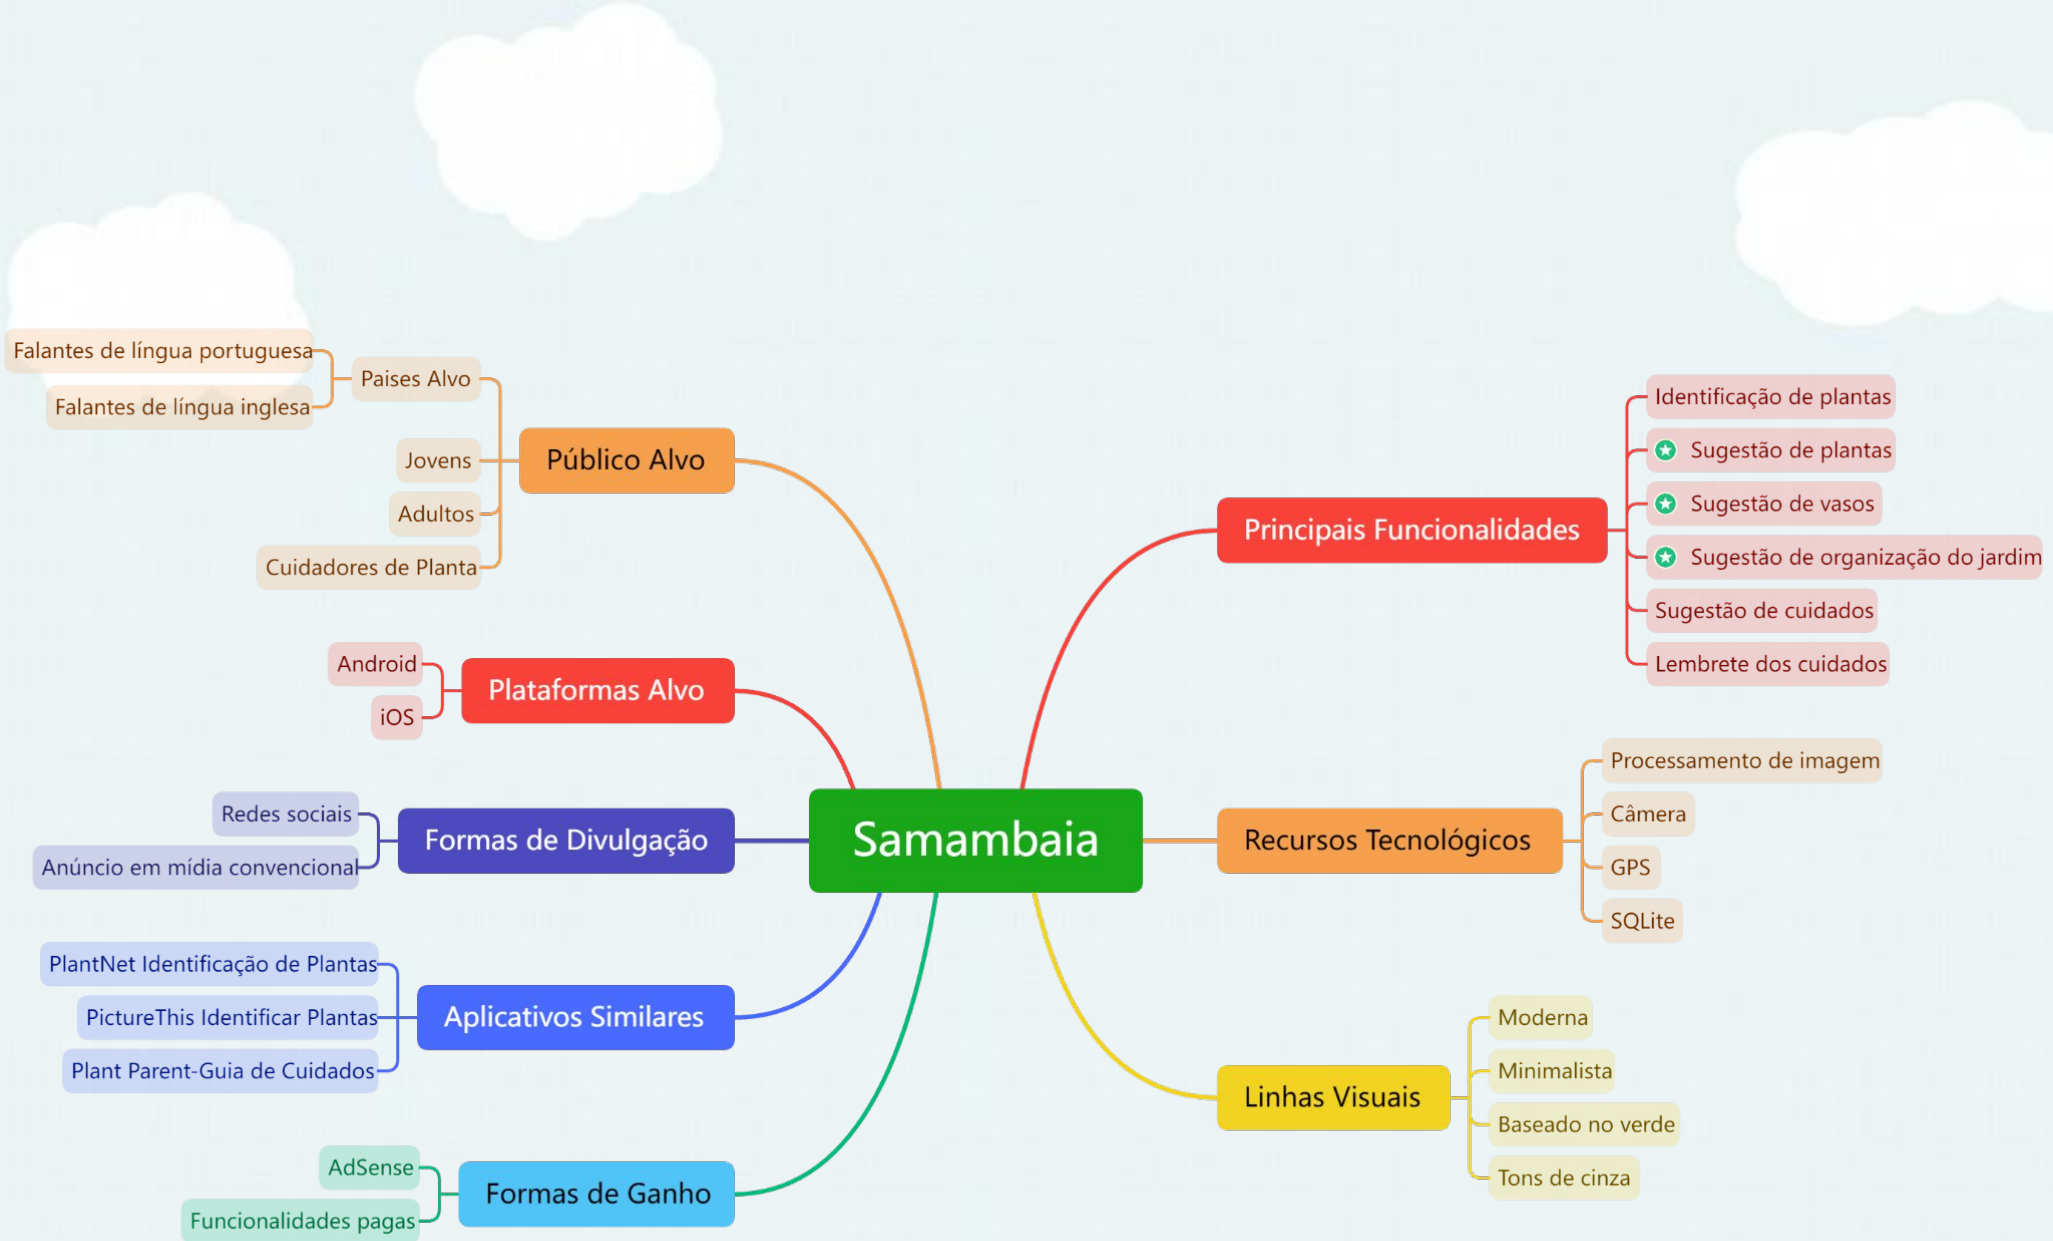 Samambaia
Público Alvo
Paises Alvo
Falantes de língua portuguesa
Falantes de língua inglesa
Jovens
Adultos
Cuidadores de Planta
Plataformas Alvo
Android
iOS
Formas de Divulgação
Redes sociais
Anúncio em mídia convencional
Aplicativos Similares
PlantNet Identificação de Plantas
PictureThis Identificar Plantas
Plant Parent-Guia de Cuidados
Formas de Ganho
AdSense
Funcionalidades pagas
Principais Funcionalidades
Identificação de plantas
Sugestão de plantas
Sugestão de vasos
Sugestão de organização do jardim
Sugestão de cuidados
Lembrete dos cuidados
Recursos Tecnológicos
Processamento de imagem
Câmera
GPS
SQLite
Linhas Visuais
Moderna
Minimalista
Baseado no verde
Tons de cinza